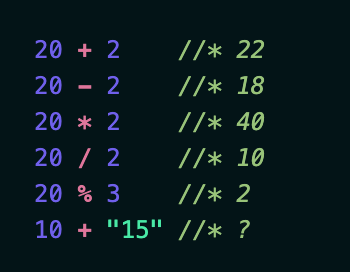 20 + 2    //* 22
20 - 2    //* 18
20 * 2    //* 40
20 / 2    //* 10
20 % 3    //* 2
10 + "15" //* ?